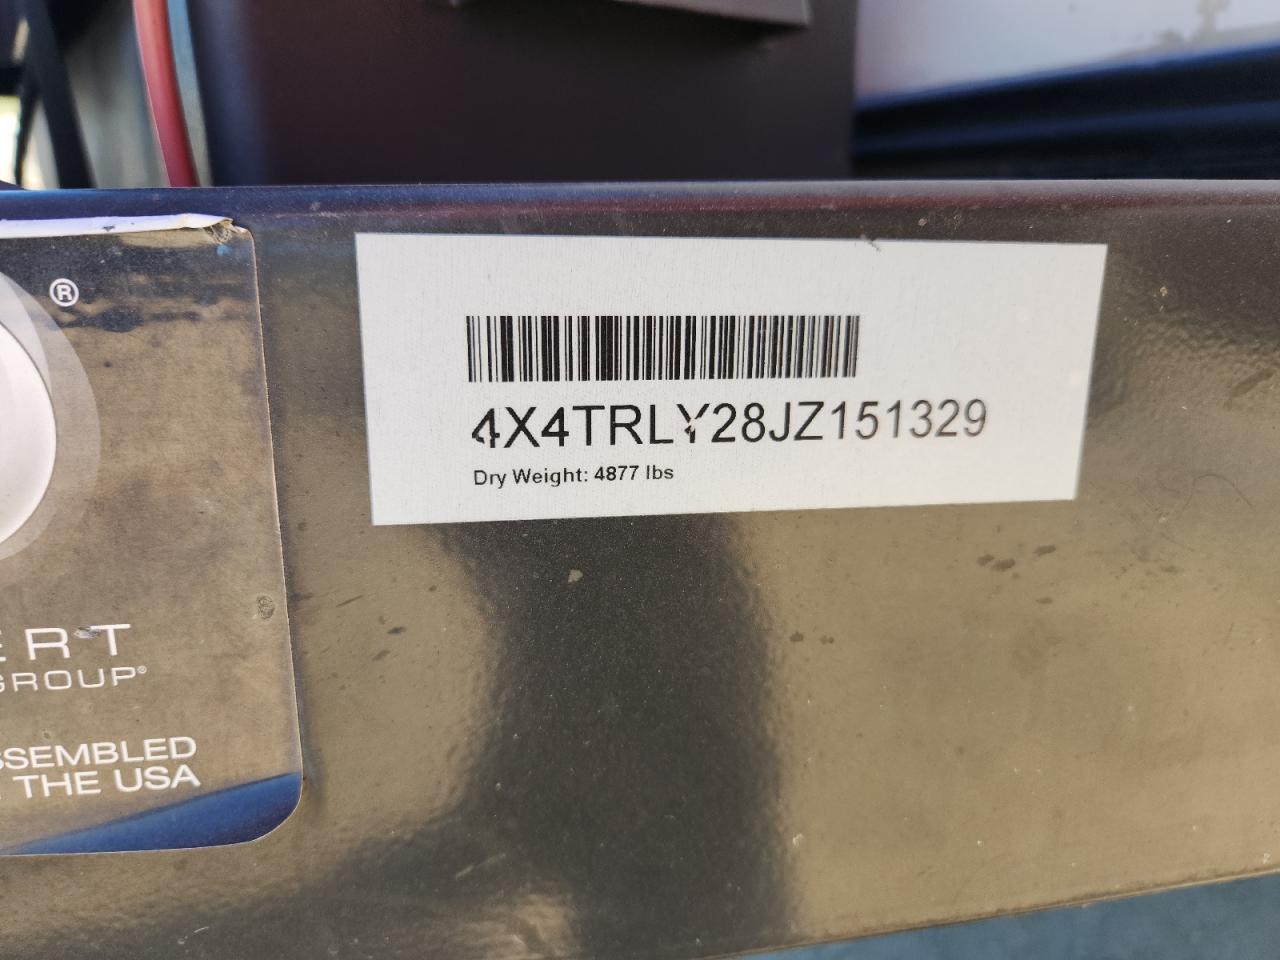 ®
4X4TRLY28JZ151329
Dry Weight: 4877 lbs
ERT
GROUP®
SSEMBLED
THE USA